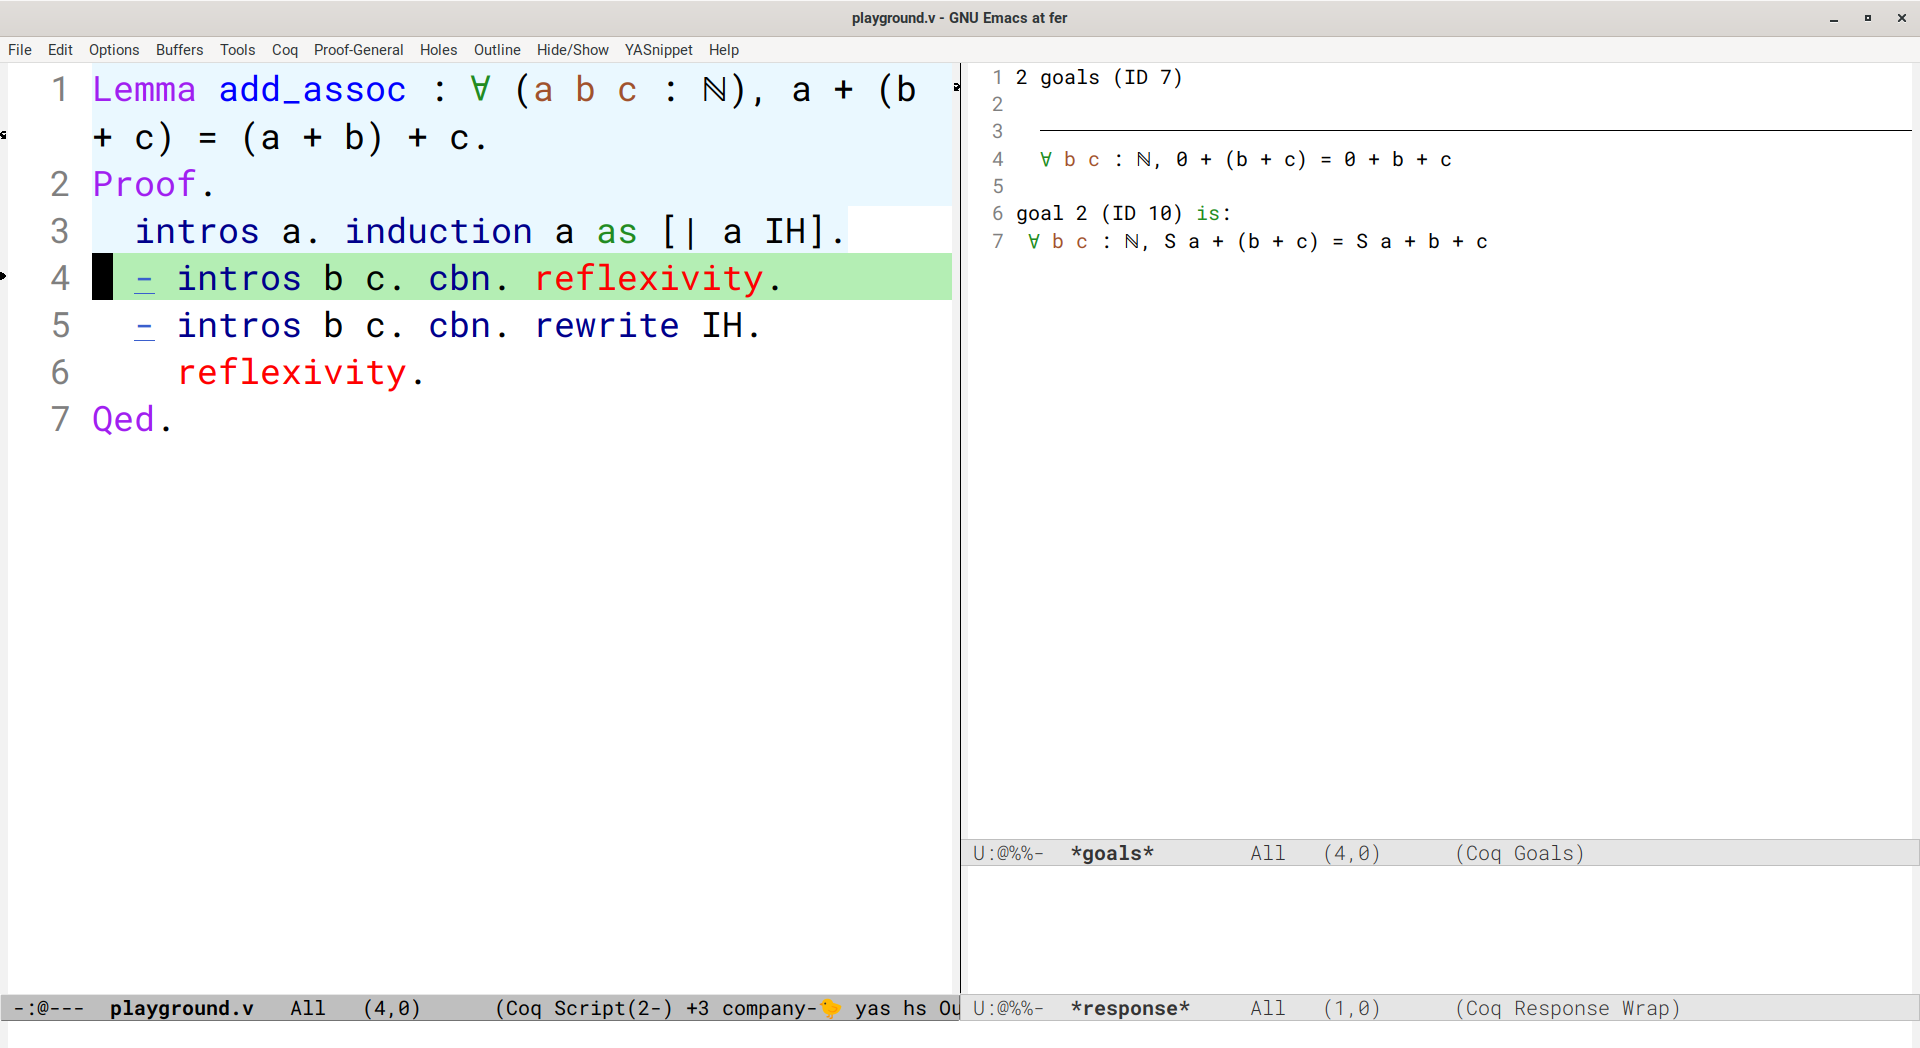 playground.v - GNU Emacs at fer
File Edit Options Buffers Tools Coq Proof-General Holes Outline Hide/Show YASnippet Help
1 Lemma add_assoc : ∀ (a b c : ℕ), a + (b
+ c) = (a + b) + c.
2 Proof.
3 intros a. induction a as [| a IH].
4 - intros b c. cbn. reflexivity.
5 - intros b c. cbn. rewrite IH.
6 reflexivity.
7 Qed.
-:@--- playground.v All (4,0) (Coq Script(2-) +3 company-🐤 yas hs Ou
1 2 goals (ID 7)
2
3
4 ∀ b c : ℕ, 0 + (b + c) = 0 + b + c
5
6 goal 2 (ID 10) is:
7 ∀ b c : ℕ, S a + (b + c) = S a + b + c
U:@%%- *goals* All (4,0) (Coq Goals)
U:@%%- *response* All (1,0) (Coq Response Wrap)